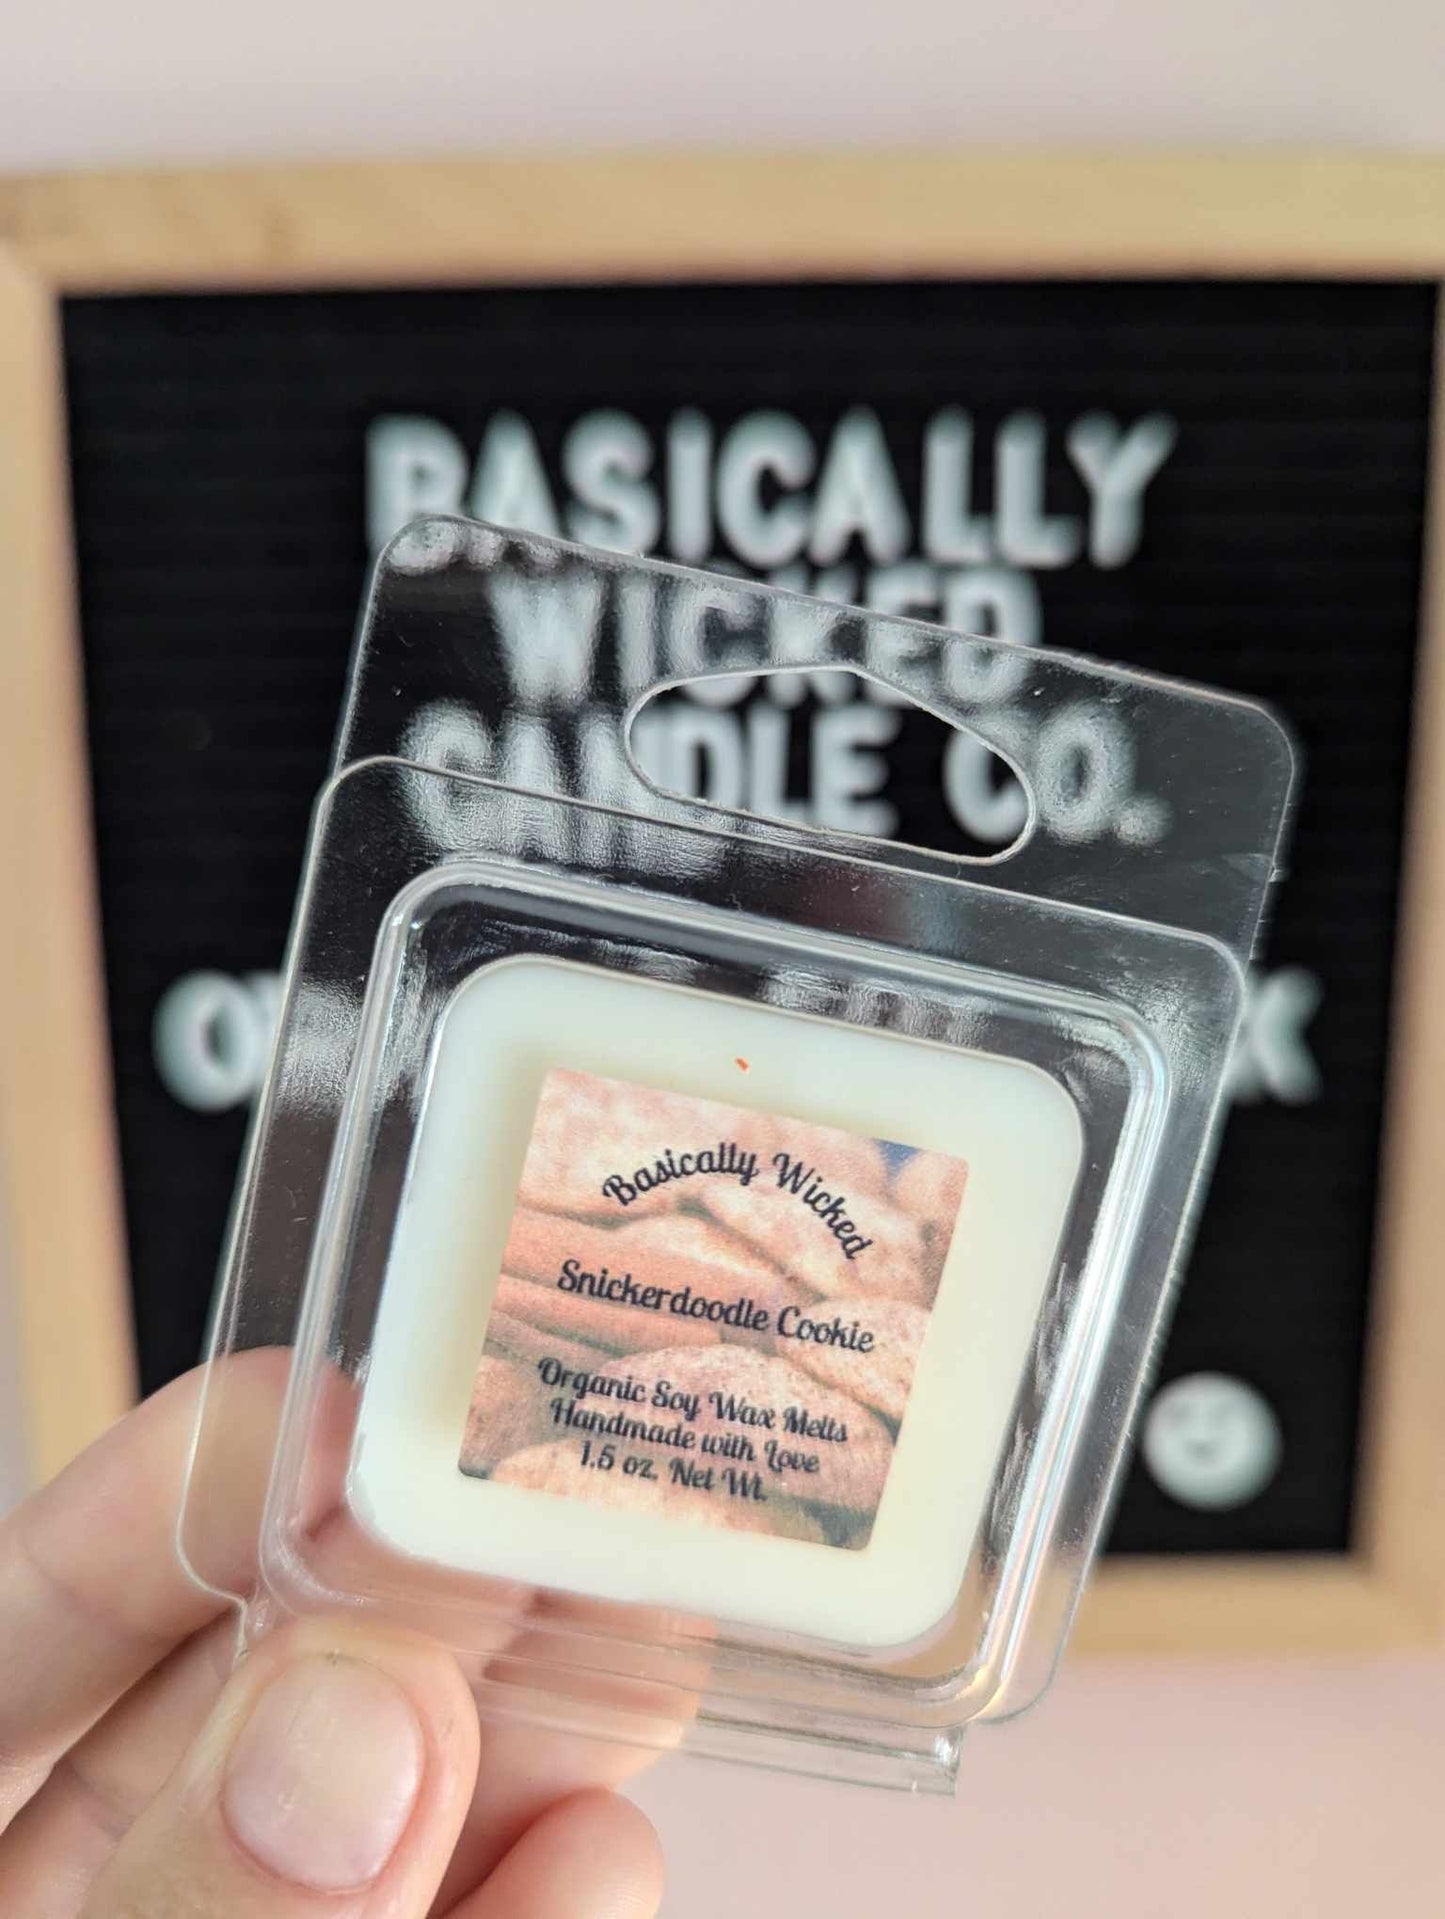 BASICALLY
WICKED
CANDLE CO.
Basically Wicked
Snickerdoodle Cookie
Organic Soy Wax Melts
Handmade with Love
1.5 oz. Net Wt.